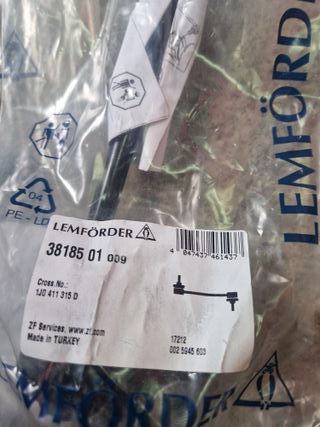 LEMFÖRDER
04
PE - LD
LEMFÖRDER
38185 01 009
4 047437 461437
Cross.No.:
1J0 411 315 D
ZF Services, www.zf.com
Made in TURKEY
17212
002 5945 603
LEMFÖRDER